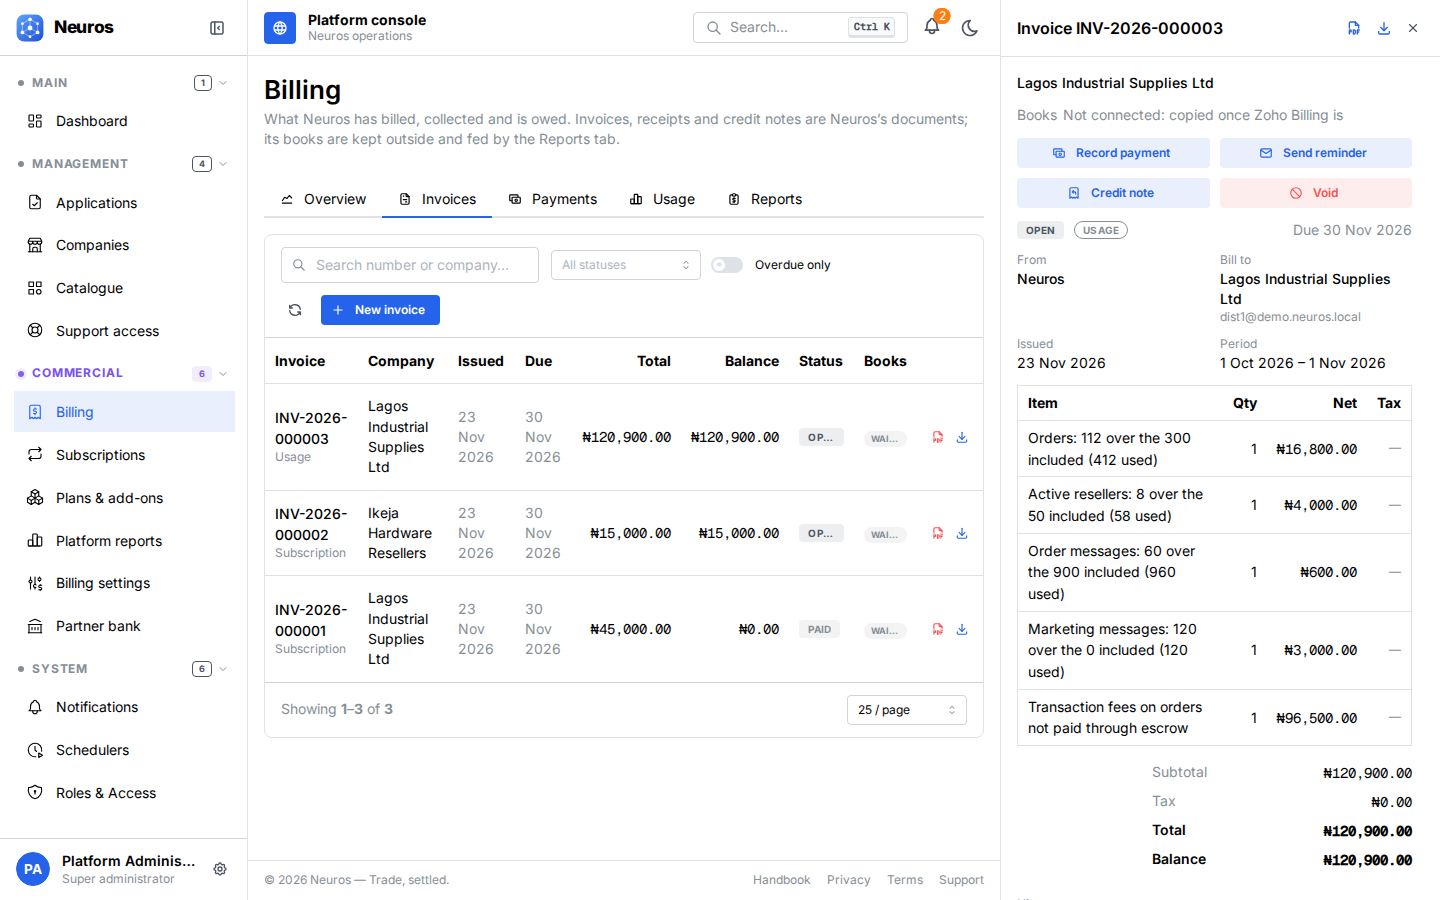 Neuros
MAIN 1
Dashboard
MANAGEMENT 4
Applications
Companies
Catalogue
Support access
COMMERCIAL 6
Billing
Subscriptions
Plans & add-ons
Platform reports
Billing settings
Partner bank
SYSTEM 6
Notifications
Schedulers
Roles & Access
PA
Platform Adminis...
Super administrator
Platform console
Neuros operations
Search... Ctrl K
2
Billing
What Neuros has billed, collected and is owed. Invoices, receipts and credit notes are Neuros's documents;
its books are kept outside and fed by the Reports tab.
Overview Invoices Payments Usage Reports
Search number or company... All statuses Overdue only
New invoice
Invoice Company Issued Due Total Balance Status Books
INV-2026-000003 Usage Lagos Industrial Supplies Ltd 23 Nov 2026 30 Nov 2026 ₦120,900.00 ₦120,900.00 OP... WAI...
INV-2026-000002 Subscription Ikeja Hardware Resellers 23 Nov 2026 30 Nov 2026 ₦15,000.00 ₦15,000.00 OP... WAI...
INV-2026-000001 Subscription Lagos Industrial Supplies Ltd 23 Nov 2026 30 Nov 2026 ₦45,000.00 ₦0.00 PAID WAI...
Showing 1–3 of 3 25 / page
© 2026 Neuros — Trade, settled. Handbook Privacy Terms Support
Invoice INV-2026-000003
Lagos Industrial Supplies Ltd
Books Not connected: copied once Zoho Billing is
Record payment Send reminder
Credit note Void
OPEN USAGE Due 30 Nov 2026
From Bill to
Neuros Lagos Industrial Supplies
Ltd
dist1@demo.neuros.local
Issued Period
23 Nov 2026 1 Oct 2026 – 1 Nov 2026
Item Qty Net Tax
Orders: 112 over the 300
included (412 used) 1 ₦16,800.00 —
Active resellers: 8 over the
50 included (58 used) 1 ₦4,000.00 —
Order messages: 60 over
the 900 included (960 1 ₦600.00 —
used)
Marketing messages: 120
over the 0 included (120 1 ₦3,000.00 —
used)
Transaction fees on orders
not paid through escrow 1 ₦96,500.00 —
Subtotal ₦120,900.00
Tax ₦0.00
Total ₦120,900.00
Balance ₦120,900.00